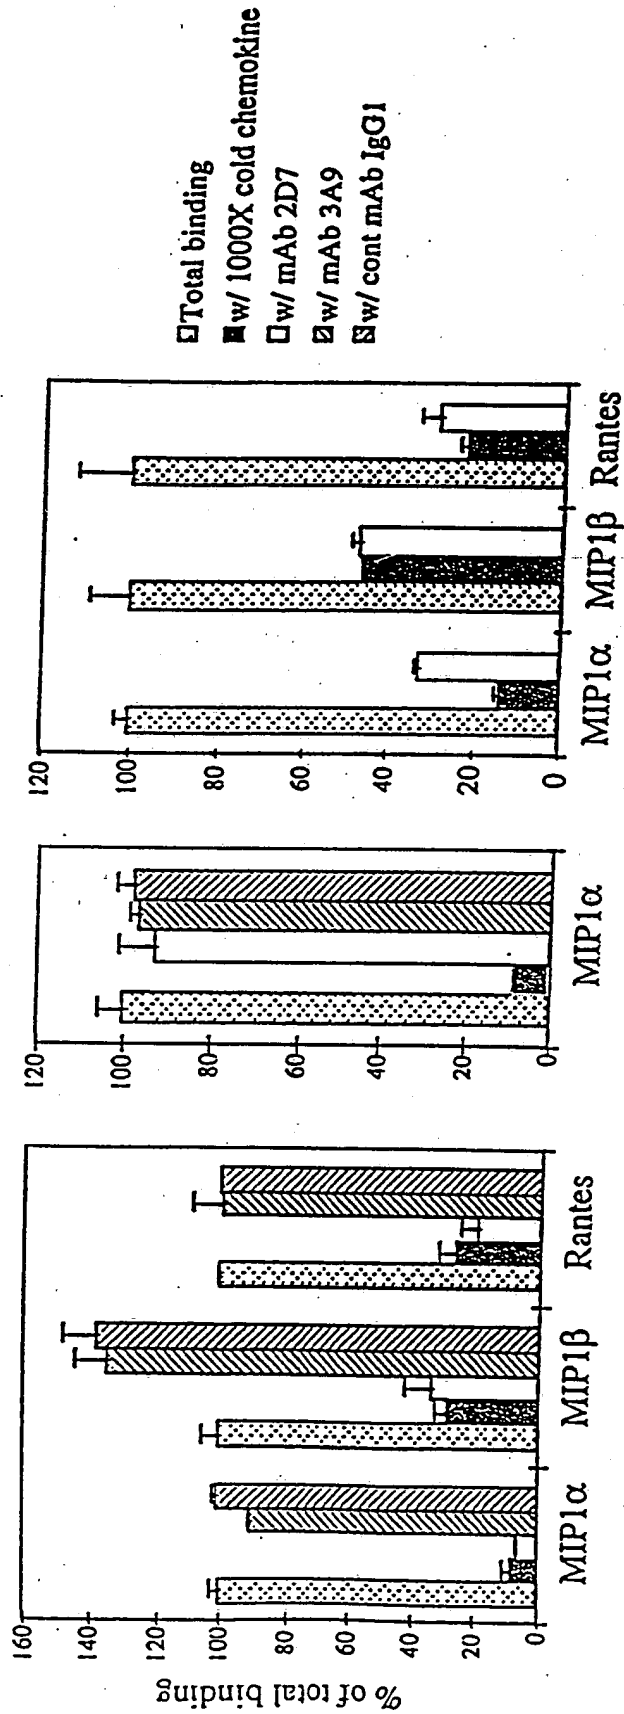 % of total binding
160
140
120
100
80
60
40
20
0
MIP1α
MIP1β
Rantes
120
100
80
60
40
20
0
MIP1α
120
100
80
60
40
20
0
MIP1α
MIP1β
Rantes
Total binding
w/ 1000X cold chemokine
w/ mAb 2D7
w/ mAb 3A9
w/ cont mAb IgG1